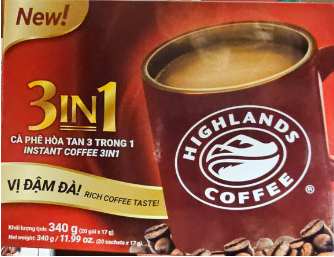 New!
3IN1
CÀ PHÊ HÒA TAN 3 TRONG 1
INSTANT COFFEE 3IN1
VỊ ĐẬM ĐÀ! RICH COFFEE TASTE!
Khối lượng tịnh: 340 g (20 gói x 17 g)
Net weight: 340 g / 11.99 oz. (20 sachets x 17 g)
HIGHLANDS
COFFEE ®